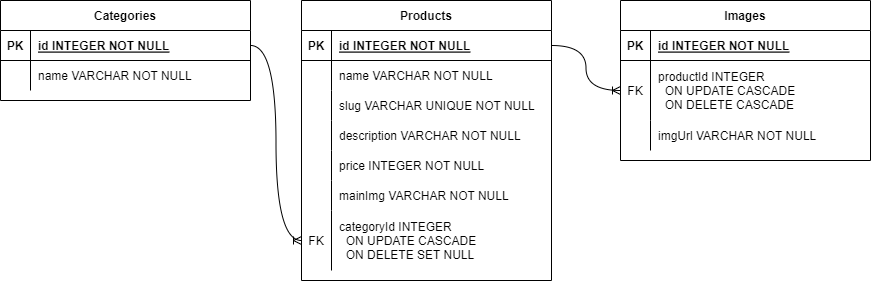 Categories
PK id INTEGER NOT NULL
name VARCHAR NOT NULL
Products
PK id INTEGER NOT NULL
name VARCHAR NOT NULL
slug VARCHAR UNIQUE NOT NULL
description VARCHAR NOT NULL
price INTEGER NOT NULL
mainImg VARCHAR NOT NULL
categoryId INTEGER
FK ON UPDATE CASCADE
ON DELETE SET NULL
Images
PK id INTEGER NOT NULL
productId INTEGER
FK ON UPDATE CASCADE
ON DELETE CASCADE
imgUrl VARCHAR NOT NULL